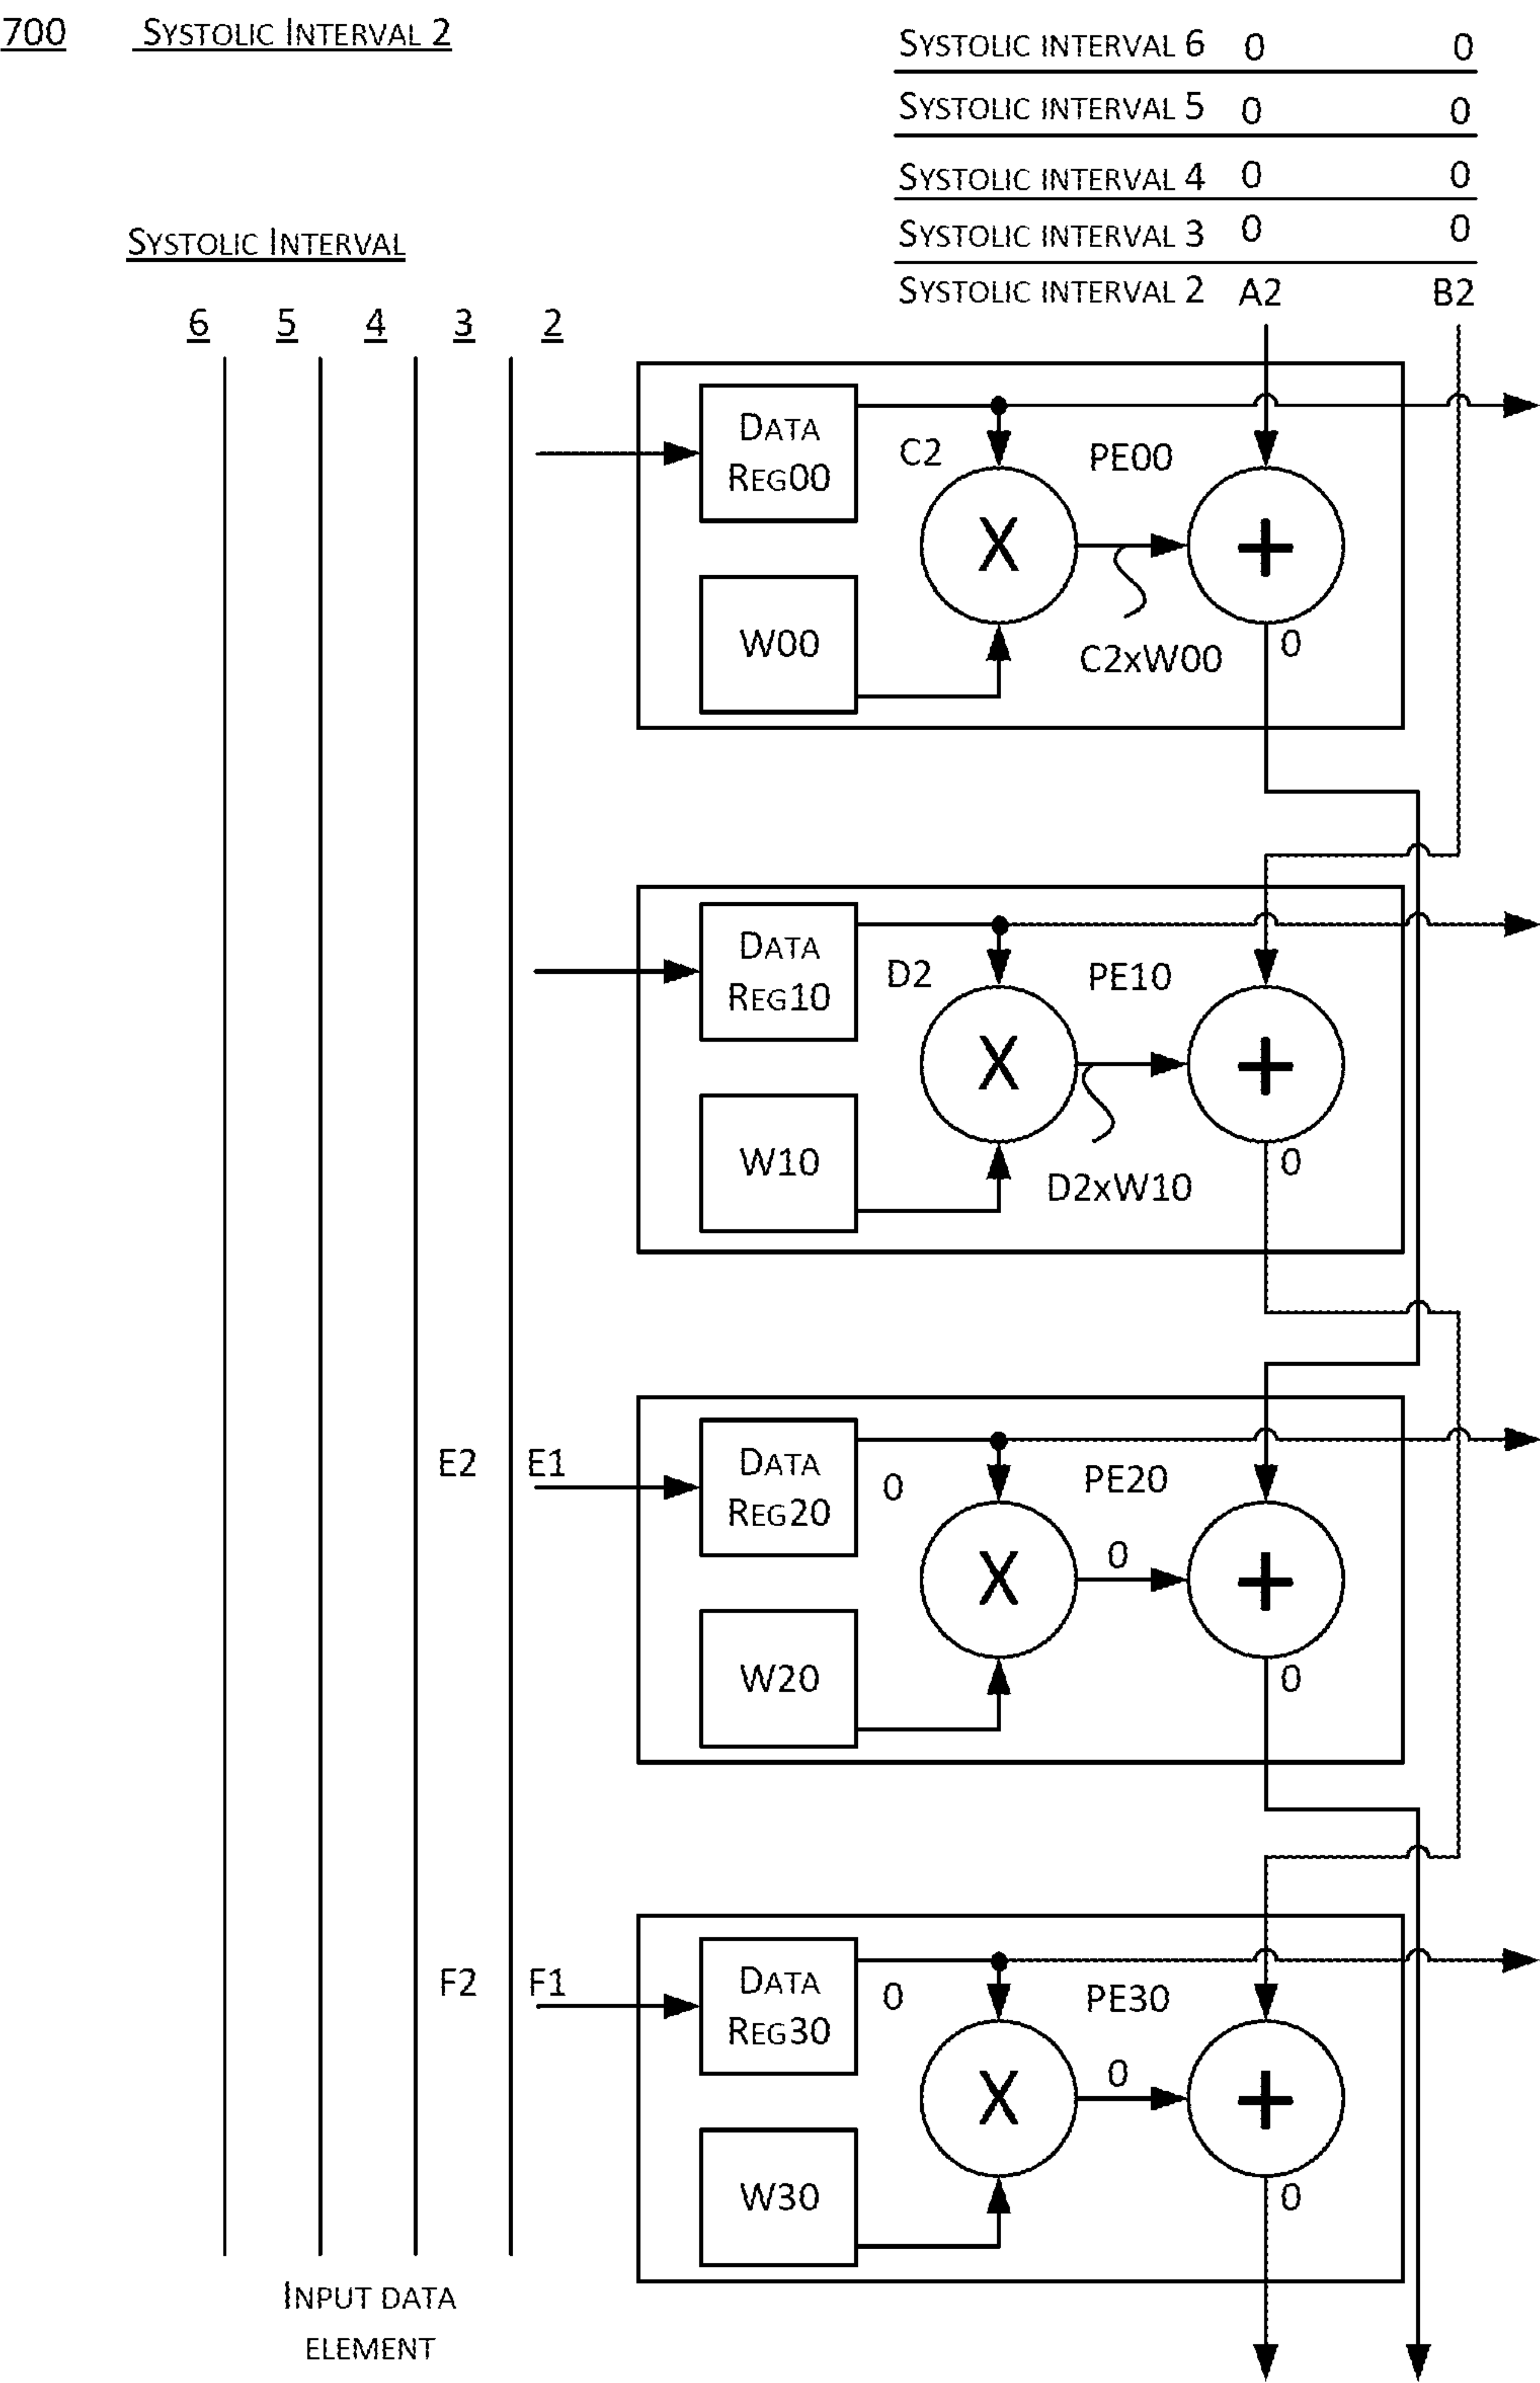 700 SYSTOLIC INTERVAL 2
SYSTOLIC INTERVAL 6 0 0
SYSTOLIC INTERVAL 5 0 0
SYSTOLIC INTERVAL 4 0 0
SYSTOLIC INTERVAL 3 0 0
SYSTOLIC INTERVAL 2 A2 B2
SYSTOLIC INTERVAL
6 5 4 3 2
DATA
REG00
C2
PE00
X
+
W00
C2xW00
0
DATA
REG10
D2
PE10
X
+
W10
D2xW10
0
E2 E1
DATA
REG20
0
PE20
X
0
+
W20
0
F2 F1
DATA
REG30
0
PE30
X
0
+
W30
0
INPUT DATA
ELEMENT